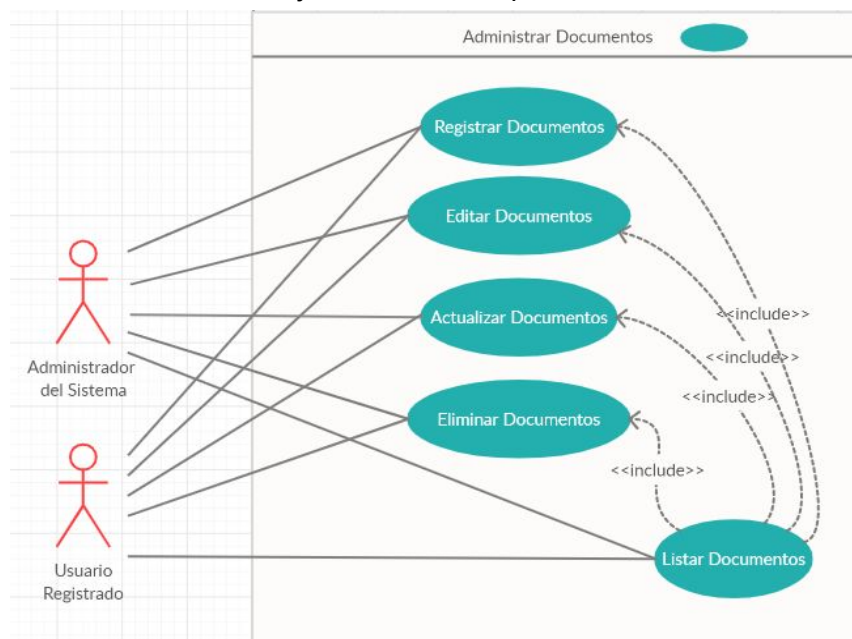 Administrar Documentos
Registrar Documentos
Editar Documentos
Actualizar Documentos
Eliminar Documentos
<<include>>
<<include>>
<<include>>
<<include>>
Listar Documentos
Administrador
del Sistema
Usuario
Registrado